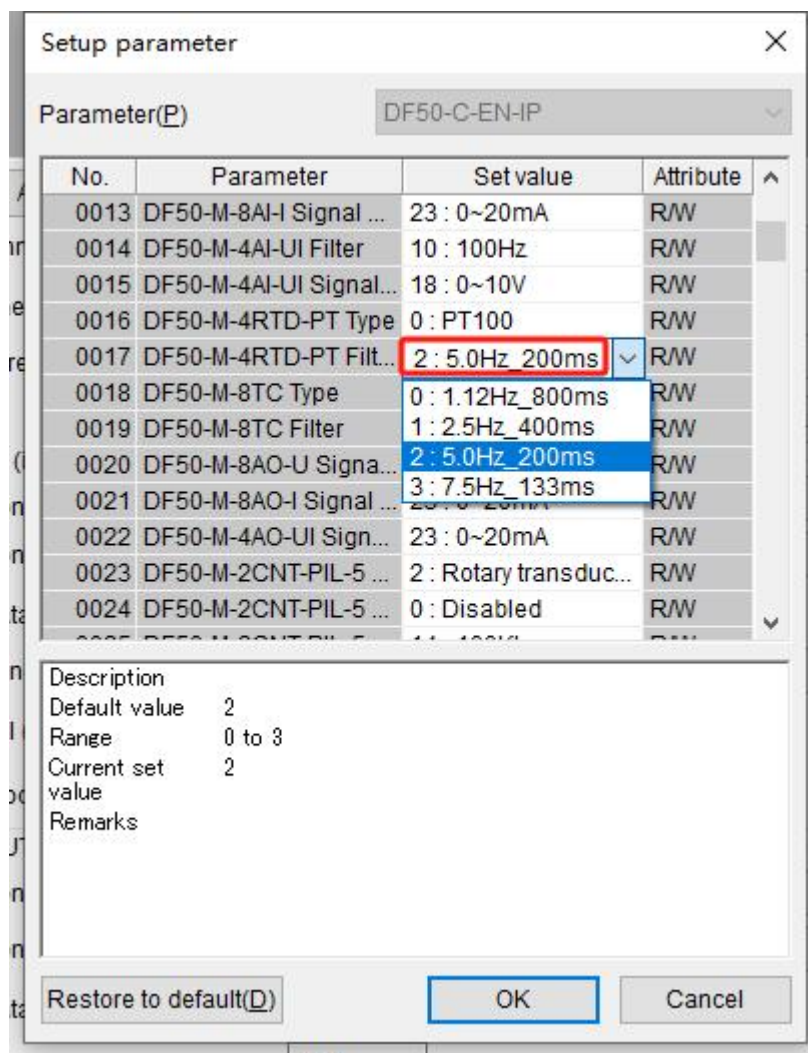 Setup parameter
Parameter(P) DF50-C-EN-IP
No. Parameter Set value Attribute
0013 DF50-M-8AI-I Signal ... 23 : 0~20mA R/W
0014 DF50-M-4AI-UI Filter 10 : 100Hz R/W
0015 DF50-M-4AI-UI Signal... 18 : 0~10V R/W
0016 DF50-M-4RTD-PT Type 0 : PT100 R/W
0017 DF50-M-4RTD-PT Filt... 2 : 5.0Hz_200ms R/W
0018 DF50-M-8TC Type 0 : 1.12Hz_800ms R/W
0019 DF50-M-8TC Filter 1 : 2.5Hz_400ms R/W
0020 DF50-M-8AO-U Signa... 2 : 5.0Hz_200ms R/W
0021 DF50-M-8AO-I Signal ... 3 : 7.5Hz_133ms R/W
0022 DF50-M-4AO-UI Sign... 23 : 0~20mA R/W
0023 DF50-M-2CNT-PIL-5 ... 2 : Rotary transduc... R/W
0024 DF50-M-2CNT-PIL-5 ... 0 : Disabled R/W
Description
Default value 2
Range 0 to 3
Current set 2
value
Remarks
Restore to default(D) OK Cancel